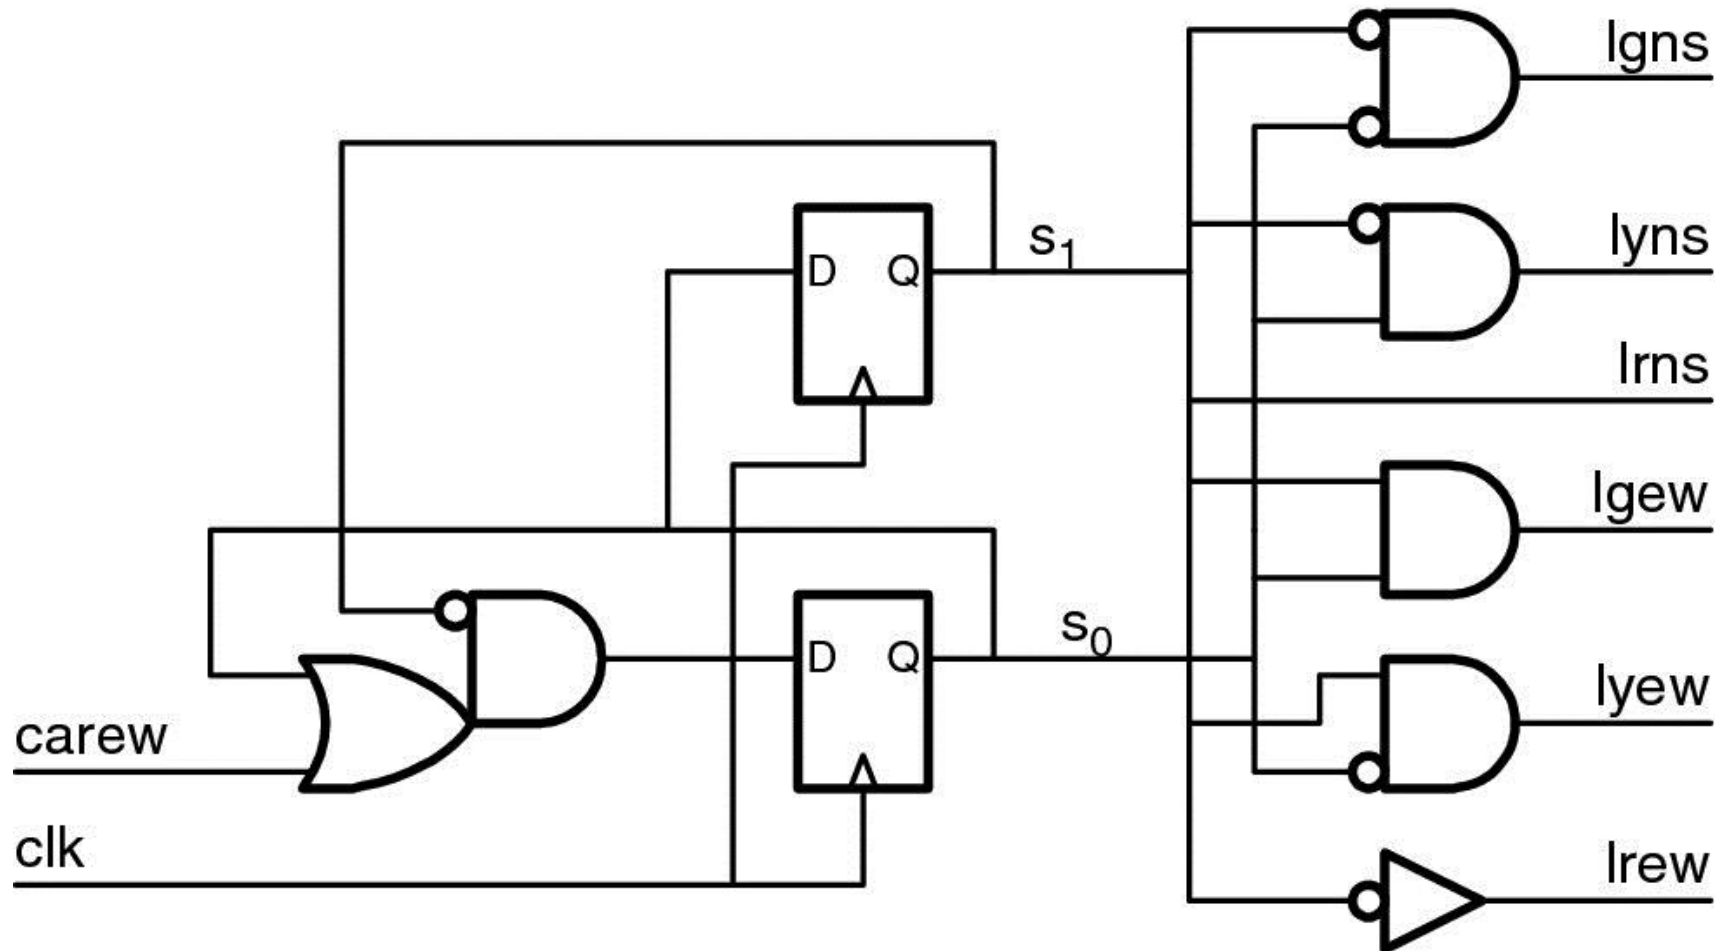 lgns
lyns
lrns
lgew
lyew
lrew
s1
D Q
s0
D Q
carew
clk